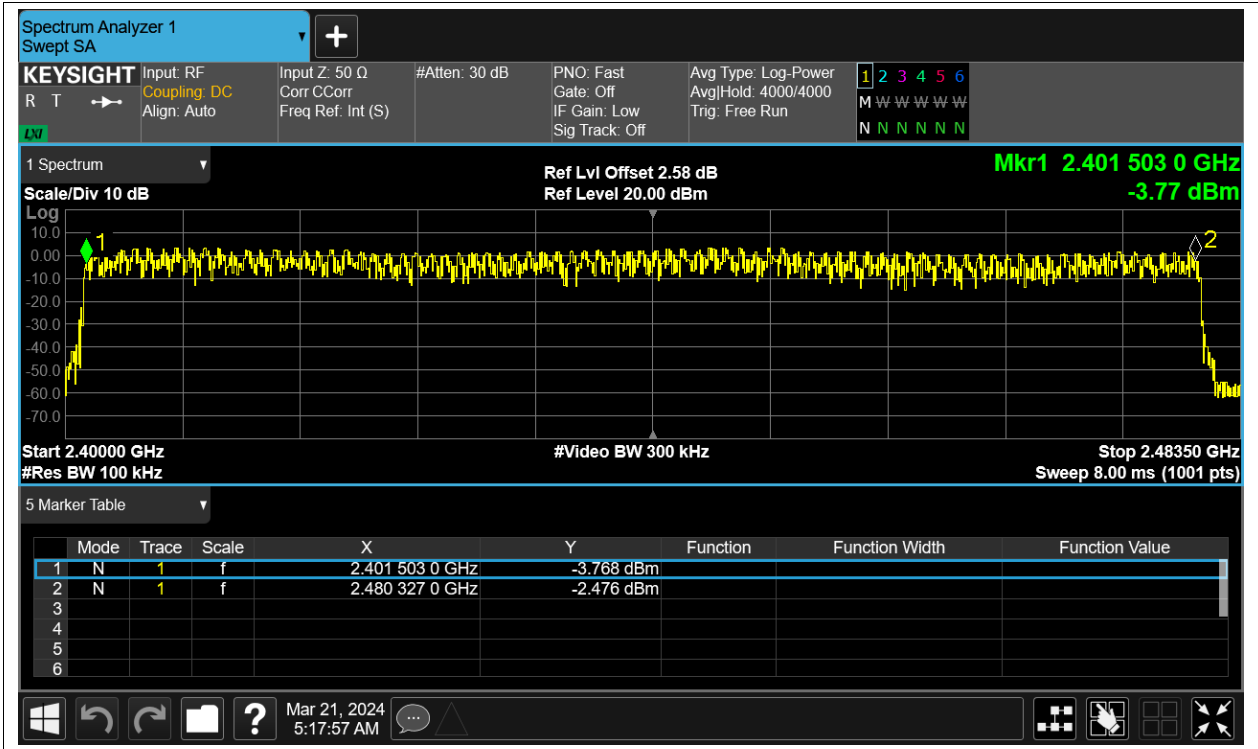 Spectrum Analyzer 1
Swept SA
KEYSIGHT
R T
LXI
Input: RF
Coupling: DC
Align: Auto
Input Z: 50 Ω
Corr CCorr
Freq Ref: Int (S)
#Atten: 30 dB
PNO: Fast
Gate: Off
IF Gain: Low
Sig Track: Off
Avg Type: Log-Power
Avg|Hold: 4000/4000
Trig: Free Run
1 2 3 4 5 6
M W W W W W
N N N N N N
1 Spectrum
Scale/Div 10 dB
Ref Lvl Offset 2.58 dB
Ref Level 20.00 dBm
Mkr1 2.401 503 0 GHz
-3.77 dBm
Log
10.0
0.00
-10.0
-20.0
-30.0
-40.0
-50.0
-60.0
-70.0
1
2
Start 2.40000 GHz
#Res BW 100 kHz
#Video BW 300 kHz
Stop 2.48350 GHz
Sweep 8.00 ms (1001 pts)
5 Marker Table
Mode Trace Scale X Y Function Function Width Function Value
1 N 1 f 2.401 503 0 GHz -3.768 dBm
2 N 1 f 2.480 327 0 GHz -2.476 dBm
3
4
5
6
?
Mar 21, 2024
5:17:57 AM